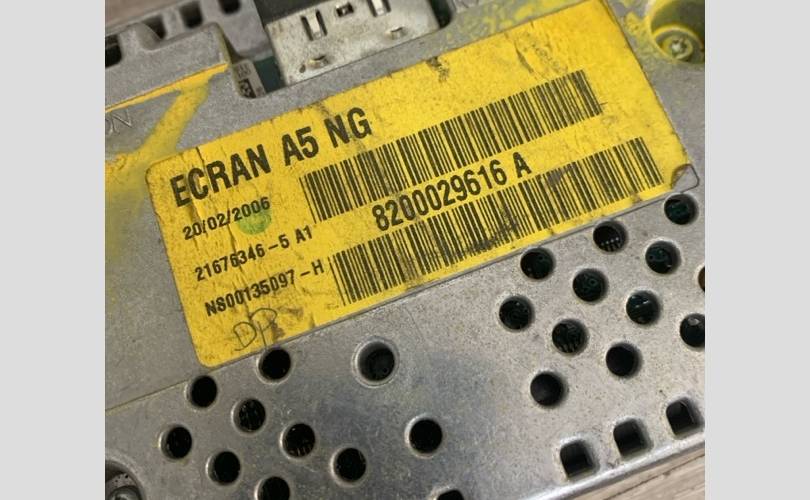 ECRAN A5 NG
20/02/2006
8200029616 A
21676346-5 A1
N800135097-H
DP